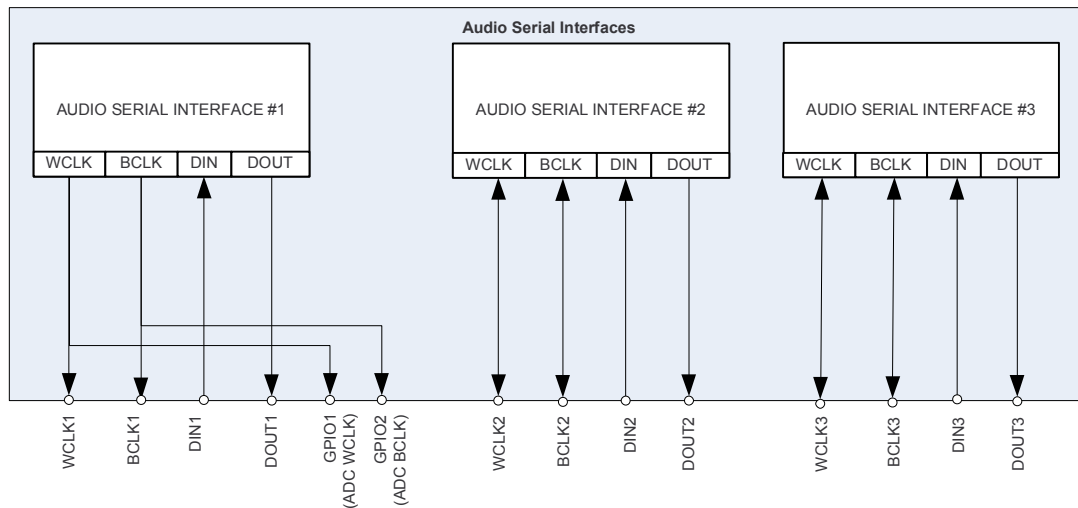 Audio Serial Interfaces
AUDIO SERIAL INTERFACE #1
WCLK BCLK DIN DOUT
AUDIO SERIAL INTERFACE #2
WCLK BCLK DIN DOUT
AUDIO SERIAL INTERFACE #3
WCLK BCLK DIN DOUT
WCLK1
BCLK1
DIN1
DOUT1
GPIO1
(ADC WCLK)
GPIO2
(ADC BCLK)
WCLK2
BCLK2
DIN2
DOUT2
WCLK3
BCLK3
DIN3
DOUT3